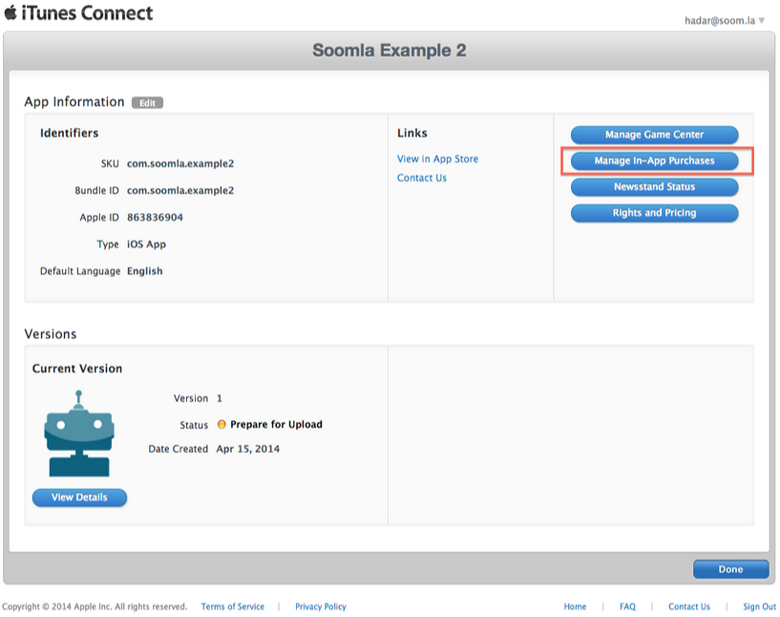 iTunes Connect
hadar@soom.la
Soomla Example 2
App Information Edit
Identifiers
SKU com.soomla.example2
Bundle ID com.soomla.example2
Apple ID 863836904
Type iOS App
Default Language English
Links
View in App Store
Contact Us
Manage Game Center
Manage In-App Purchases
Newsstand Status
Rights and Pricing
Versions
Current Version
Version 1
Status Prepare for Upload
Date Created Apr 15, 2014
View Details
Done
Copyright © 2014 Apple Inc. All rights reserved. Terms of Service | Privacy Policy Home | FAQ | Contact Us | Sign Out